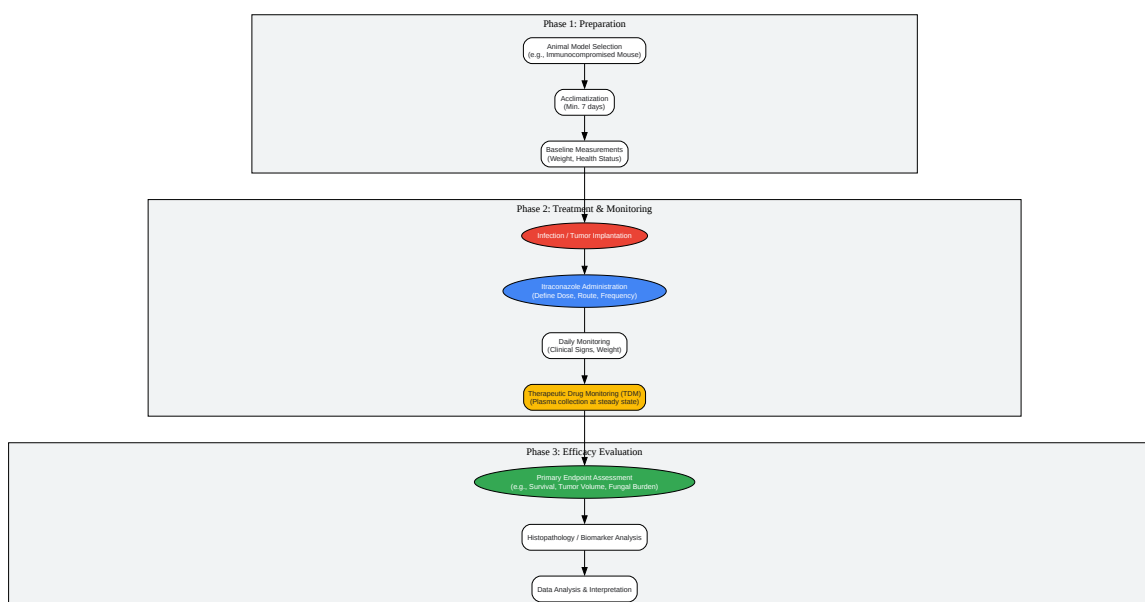 Phase 1: Preparation
Animal Model Selection
(e.g., Immunocompromised Mouse)
Acclimatization
(Min. 7 days)
Baseline Measurements
(Weight, Health Status)
Phase 2: Treatment & Monitoring
Infection / Tumor Implantation
Itraconazole Administration
(Define Dose, Route, Frequency)
Daily Monitoring
(Clinical Signs, Weight)
Therapeutic Drug Monitoring (TDM)
(Plasma collection at steady state)
Phase 3: Efficacy Evaluation
Primary Endpoint Assessment
(e.g., Survival, Tumor Volume, Fungal Burden)
Histopathology / Biomarker Analysis
Data Analysis & Interpretation